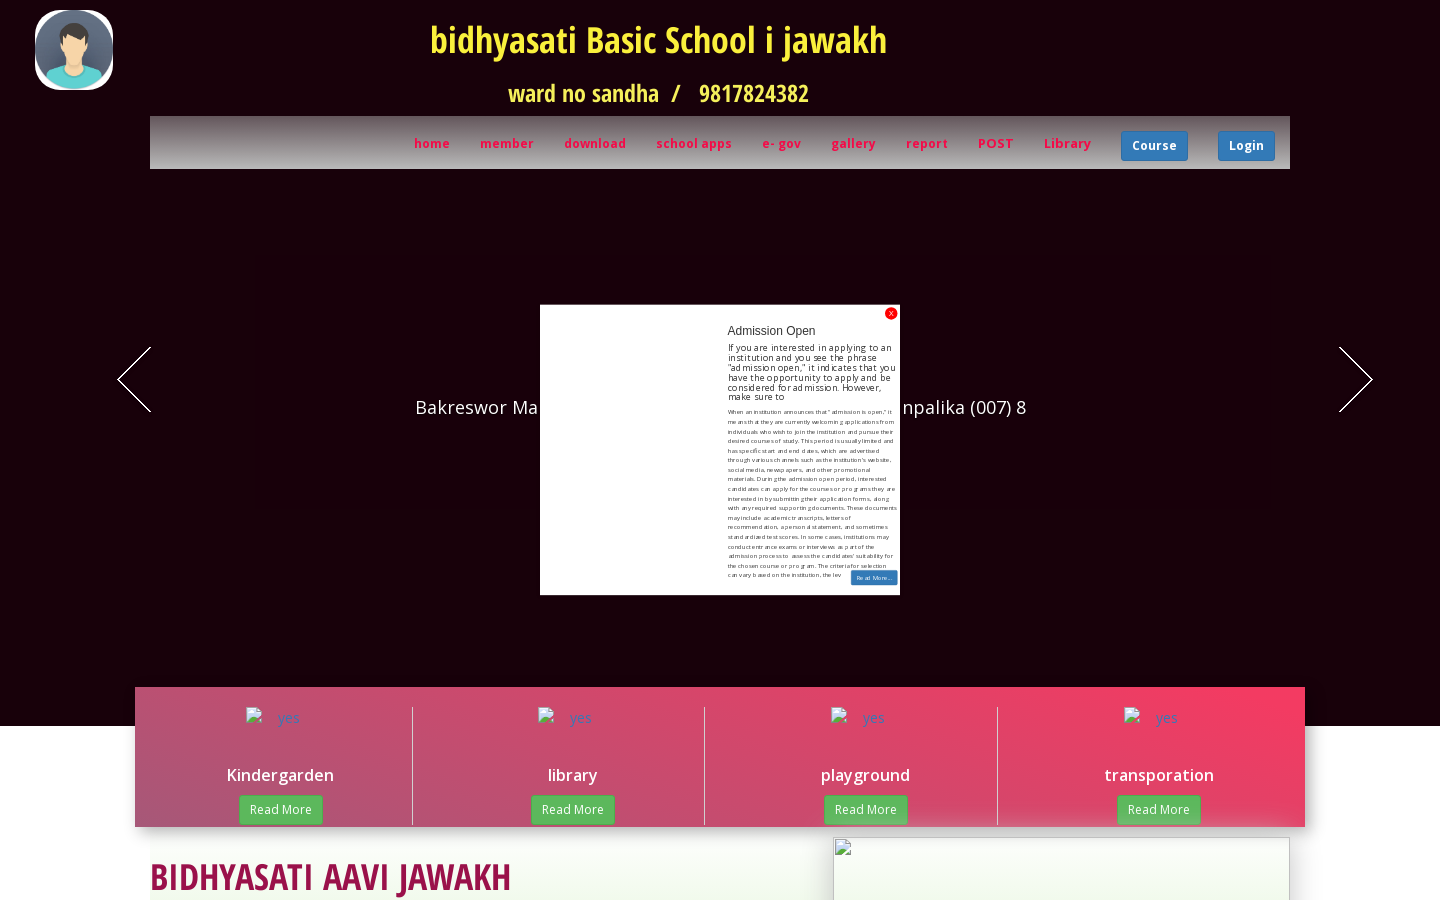 bidhyasati Basic School i jawakh
ward no sandha / 9817824382
home member download school apps e- gov gallery report POST Library Course Login
X
Admission Open
If you are interested in applying to an
institution and you see the phrase
"admission open," it indicates that you
have the opportunity to apply and be
considered for admission. However,
make sure to
Bakreswor Ma
npalika (007) 8
When an institution announces that "admission is open," it
means that they are currently welcoming applications from
individuals who wish to join the institution and pursue their
desired courses of study. This period is usually limited and
has specific start and end dates, which are advertised
through various channels such as the institution's website,
social media, newspapers, and other promotional
materials. During the admission open period, interested
candidates can apply for the courses or programs they are
interested in by submitting their application forms, along
with any required supporting documents. These documents
may include academic transcripts, letters of
recommendation, a personal statement, and sometimes
standardized test scores. In some cases, institutions may
conduct entrance exams or interviews as part of the
admission process to assess the candidates' suitability for
the chosen course or program. The criteria for selection
can vary based on the institution, the lev
Read More...
yes yes yes yes
Kindergarden library playground transporation
Read More Read More Read More Read More
BIDHYASATI AAVI JAWAKH